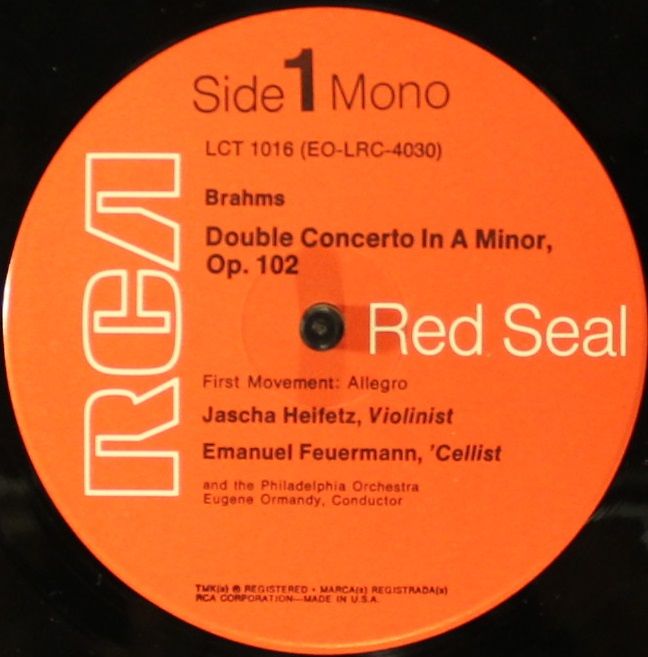 Side 1 Mono
LCT 1016 (EO-LRC-4030)
Brahms
Double Concerto In A Minor,
Op. 102
RCA
Red Seal
First Movement: Allegro
Jascha Heifetz, Violinist
Emanuel Feuermann, 'Cellist
and the Philadelphia Orchestra
Eugene Ormandy, Conductor
TMK(s) ® REGISTERED • MARCA(s) REGISTRADA(s)
RCA CORPORATION—MADE IN U.S.A.